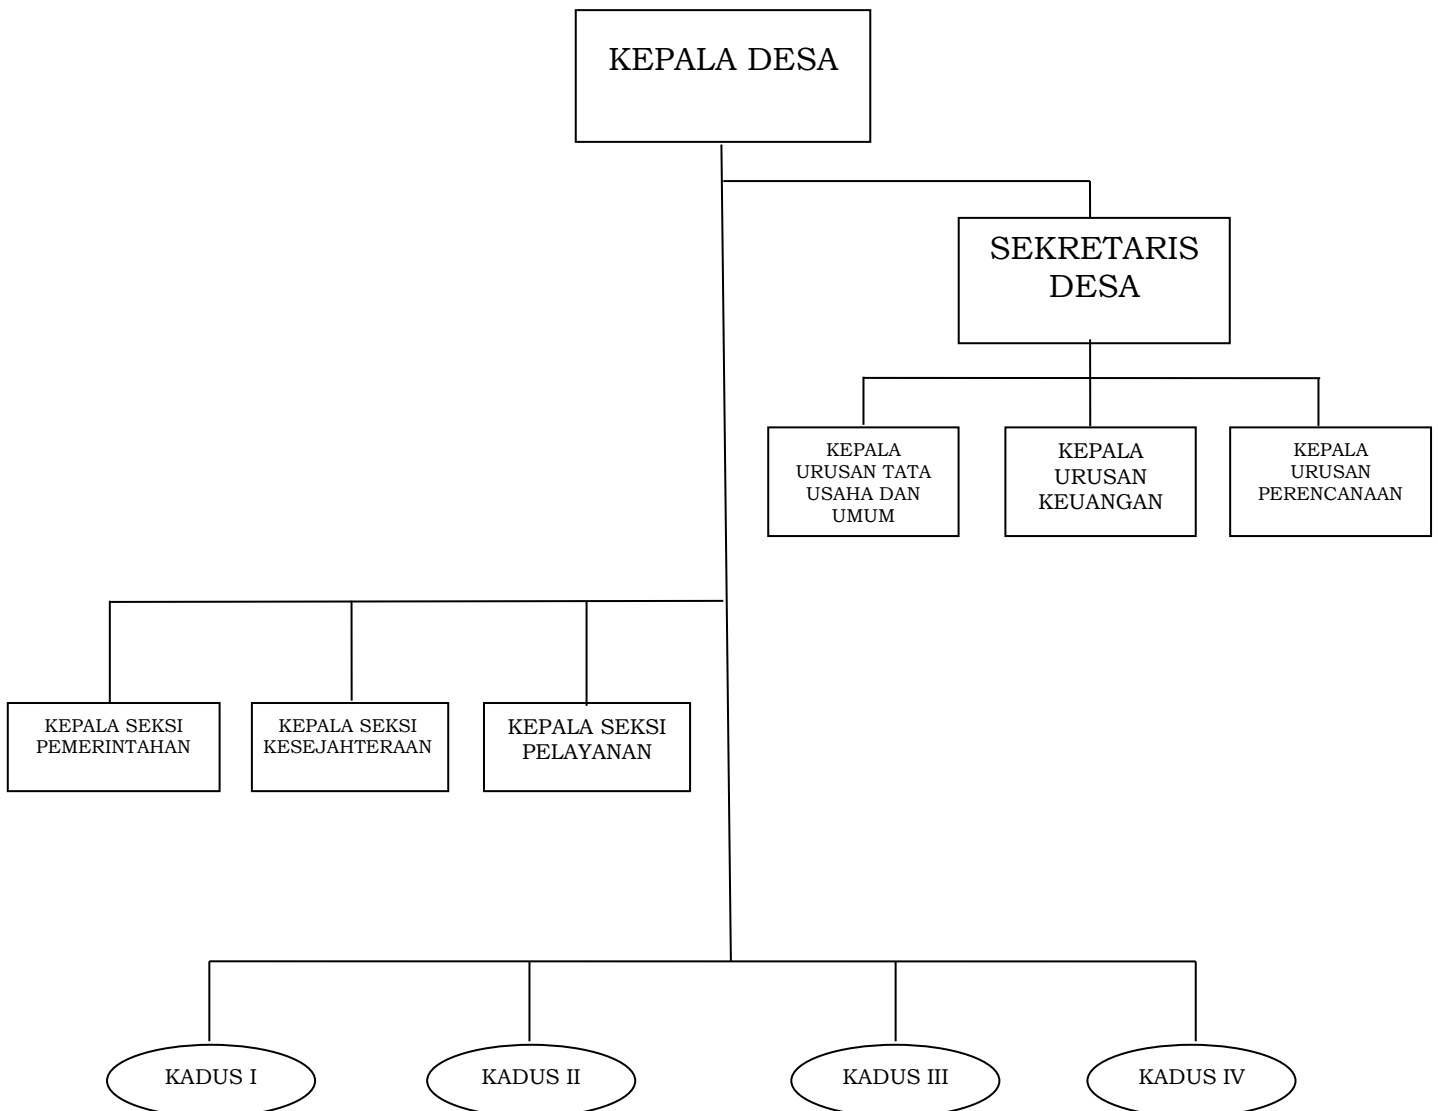 KEPALA DESA
SEKRETARIS
DESA
KEPALA
URUSAN TATA
USAHA DAN
UMUM
KEPALA
URUSAN
KEUANGAN
KEPALA
URUSAN
PERENCANAAN
KEPALA SEKSI
PEMERINTAHAN
KEPALA SEKSI
KESEJAHTERAAN
KEPALA SEKSI
PELAYANAN
KADUS I
KADUS II
KADUS III
KADUS IV